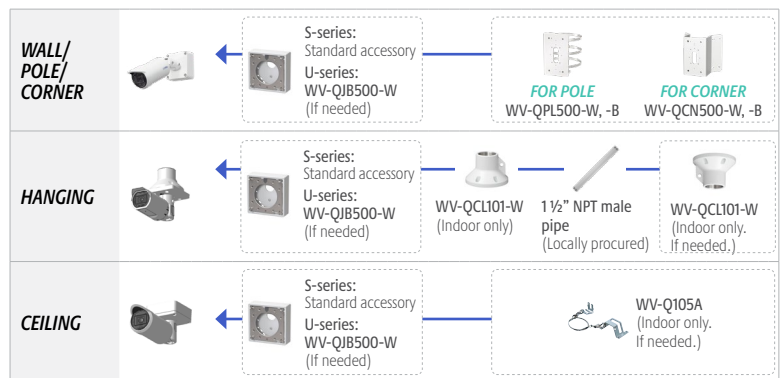 WALL/
POLE/
CORNER
S-series:
Standard accessory
U-series:
WV-QJB500-W
(If needed)
FOR POLE
WV-QPL500-W, -B
FOR CORNER
WV-QCN500-W, -B
HANGING
S-series:
Standard accessory
U-series:
WV-QJB500-W
(If needed)
WV-QCL101-W
(Indoor only)
1 ½” NPT male
pipe
(Locally procured)
WV-QCL101-W
(Indoor only.
If needed.)
CEILING
S-series:
Standard accessory
U-series:
WV-QJB500-W
(If needed)
WV-Q105A
(Indoor only.
If needed.)